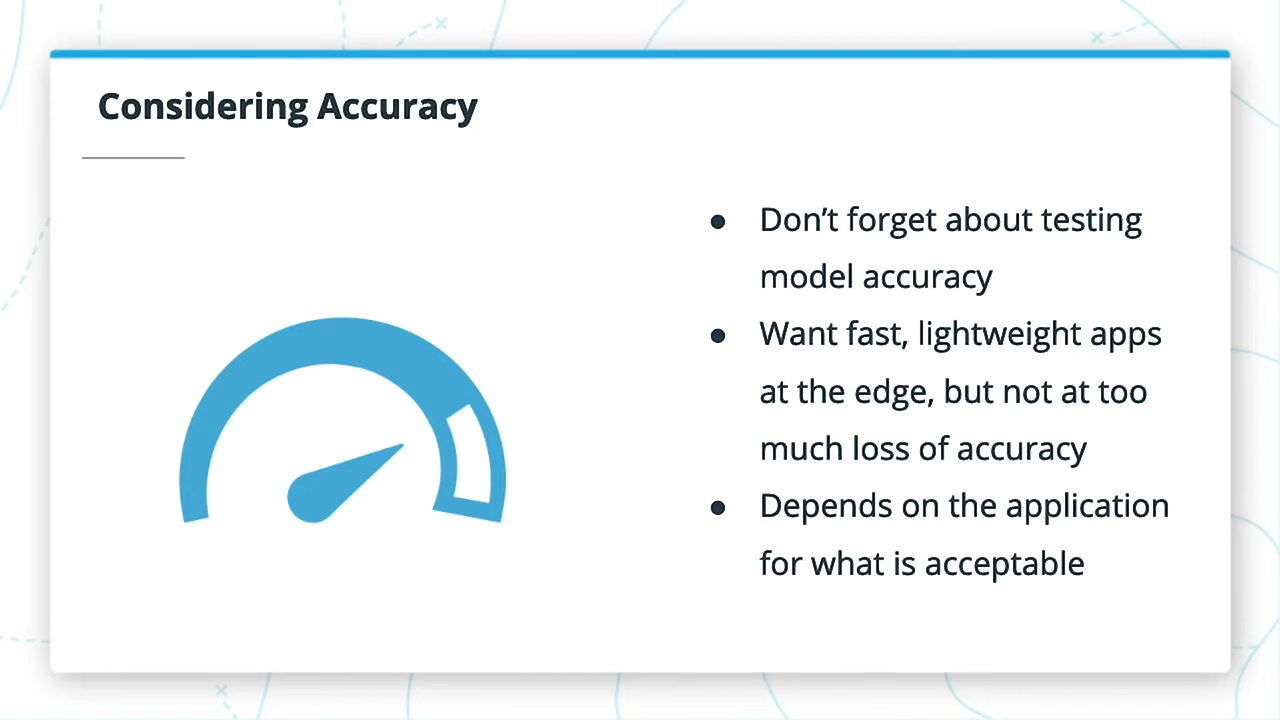 Considering Accuracy
● Don’t forget about testing
model accuracy
● Want fast, lightweight apps
at the edge, but not at too
much loss of accuracy
● Depends on the application
for what is acceptable